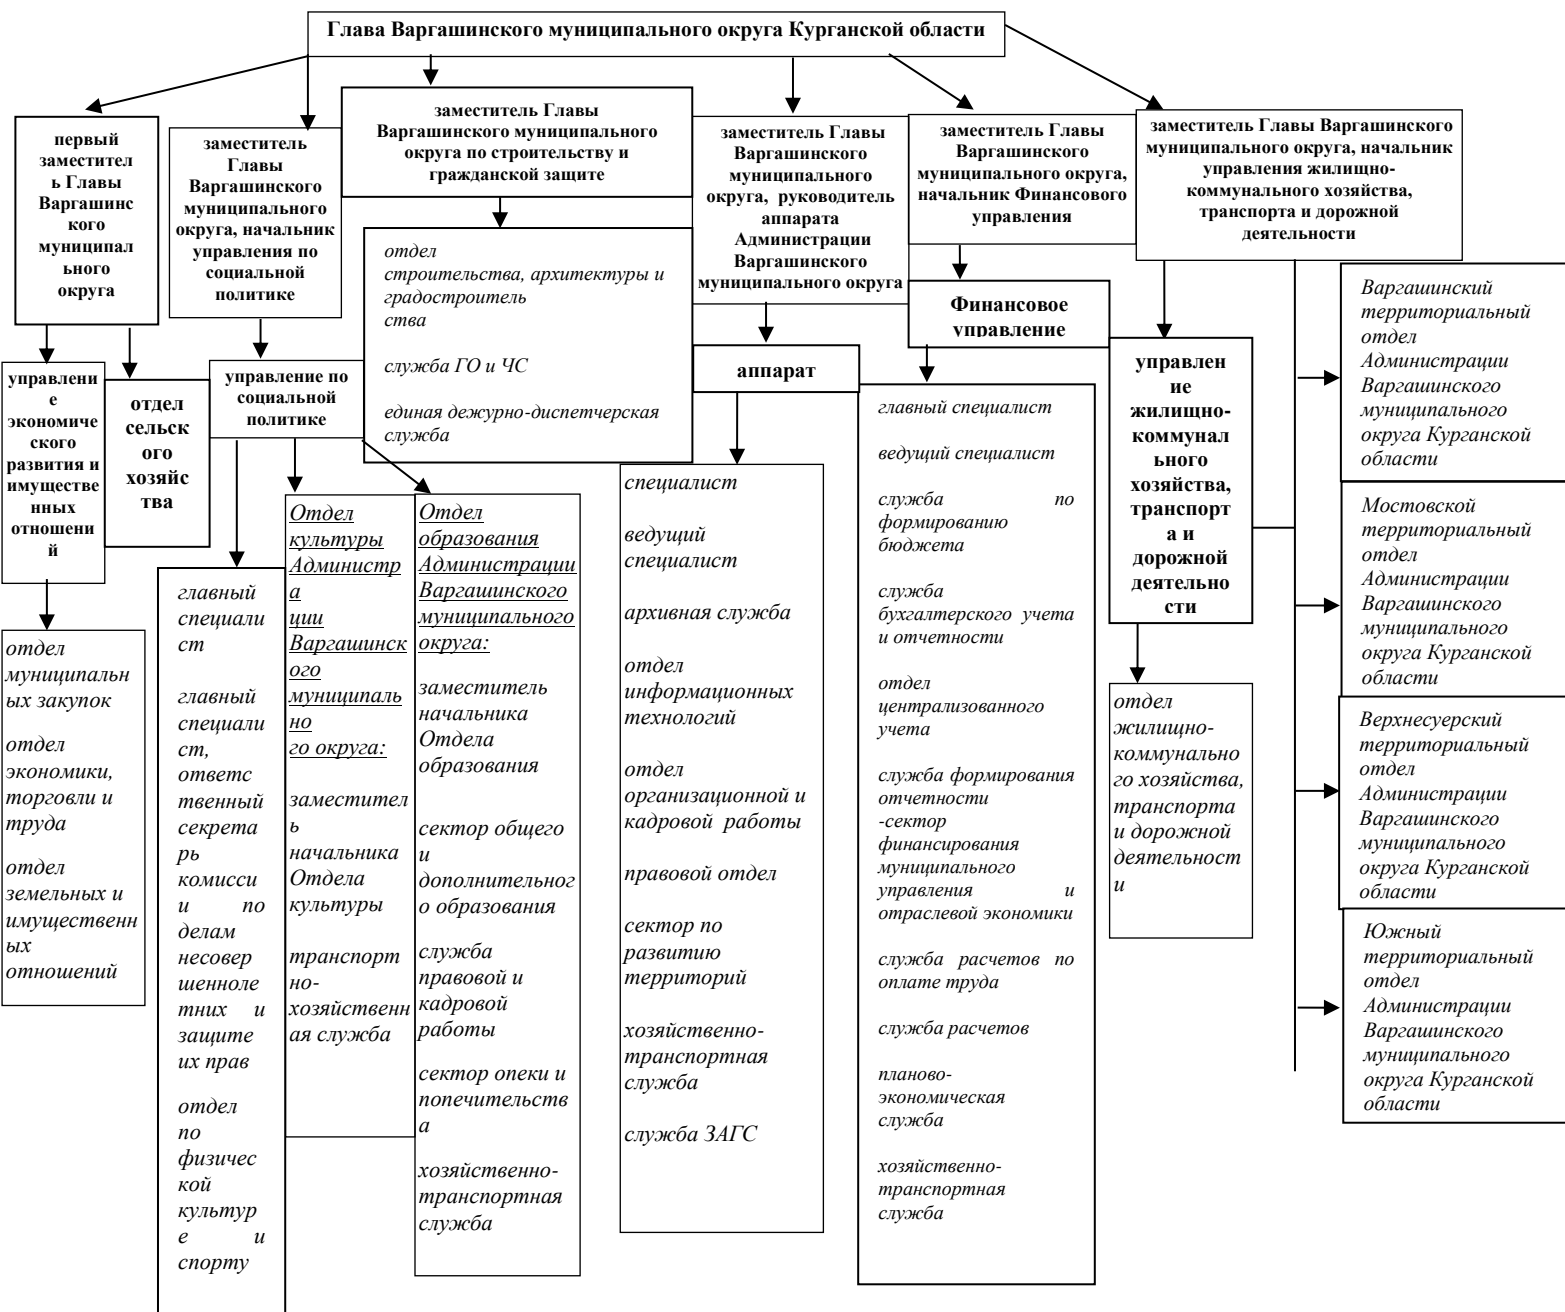 Глава Варгашинского муниципального округа Курганской области
первый
заместител
ь Главы
Варгашинс
кого
муниципал
ьного
округа
заместитель
Главы
Варгашинского
муниципального
округа, начальник
управления по
социальной
политике
заместитель Главы
Варгашинского муниципального
округа по строительству и
гражданской защите
заместитель Главы
Варгашинского
муниципального
округа, руководитель
аппарата
Администрации
Варгашинского
муниципального округа
заместитель Главы
Варгашинского
муниципального округа,
начальник Финансового
управления
заместитель Главы Варгашинского
муниципального округа, начальник
управления жилищно-
коммунального хозяйства,
транспорта и дорожной
деятельности
управлени
е
экономиче
ского
развития и
имуществе
нных
отношени
й
отдел
сельск
ого
хозяйс
тва
управление по
социальной
политике
отдел
строительства, архитектуры и
градостроитель
ства
служба ГО и ЧС
единая дежурно-диспетчерская
служба
аппарат
Финансовое
управление
управлен
ие
жилищно-
коммунал
ьного
хозяйства,
транспорт
а и
дорожной
деятельно
сти
Варгашинский
территориальный
отдел
Администрации
Варгашинского
муниципального
округа Курганской
области
Мостовской
территориальный
отдел
Администрации
Варгашинского
муниципального
округа Курганской
области
Верхнесуерский
территориальный
отдел
Администрации
Варгашинского
муниципального
округа Курганской
области
Южный
территориальный
отдел
Администрации
Варгашинского
муниципального
округа Курганской
области
отдел
муниципальн
ых закупок
отдел
экономики,
торговли и
труда
отдел
земельных и
имущественн
ых
отношений
главный
специали
ст
главный
специали
ст,
ответс
твенный
секрета
рь
комисси
и по
делам
несовер
шенноле
тних и
защите
их прав
отдел
по
физичес
кой
культур
е и
спорту
Отдел
культуры
Администр
а
ции
Варгашинск
ого
муниципаль
но
го округа:
заместител
ь
начальника
Отдела
культуры
транспорт
но-
хозяйственн
ая служба
Отдел
образования
Администрации
Варгашинского
муниципального
округа:
заместитель
начальника
Отдела
образования
сектор общего
и
дополнительног
о образования
служба
правовой и
кадровой
работы
сектор опеки и
попечительств
а
хозяйственно-
транспортная
служба
специалист
ведущий
специалист
архивная служба
отдел
информационных
технологий
отдел
организационной и
кадровой работы
правовой отдел
сектор по
развитию
территорий
хозяйственно-
транспортная
служба
служба ЗАГС
главный специалист
ведущий специалист
служба по
формированию
бюджета
служба
бухгалтерского учета
и отчетности
отдел
централизованного
учета
служба формирования
отчетности
-сектор
финансирования
муниципального
управления и
отраслевой экономики
служба расчетов по
оплате труда
служба расчетов
планово-
экономическая
служба
хозяйственно-
транспортная
служба
отдел
жилищно-
коммунально
го хозяйства,
транспорта
и дорожной
деятельност
и